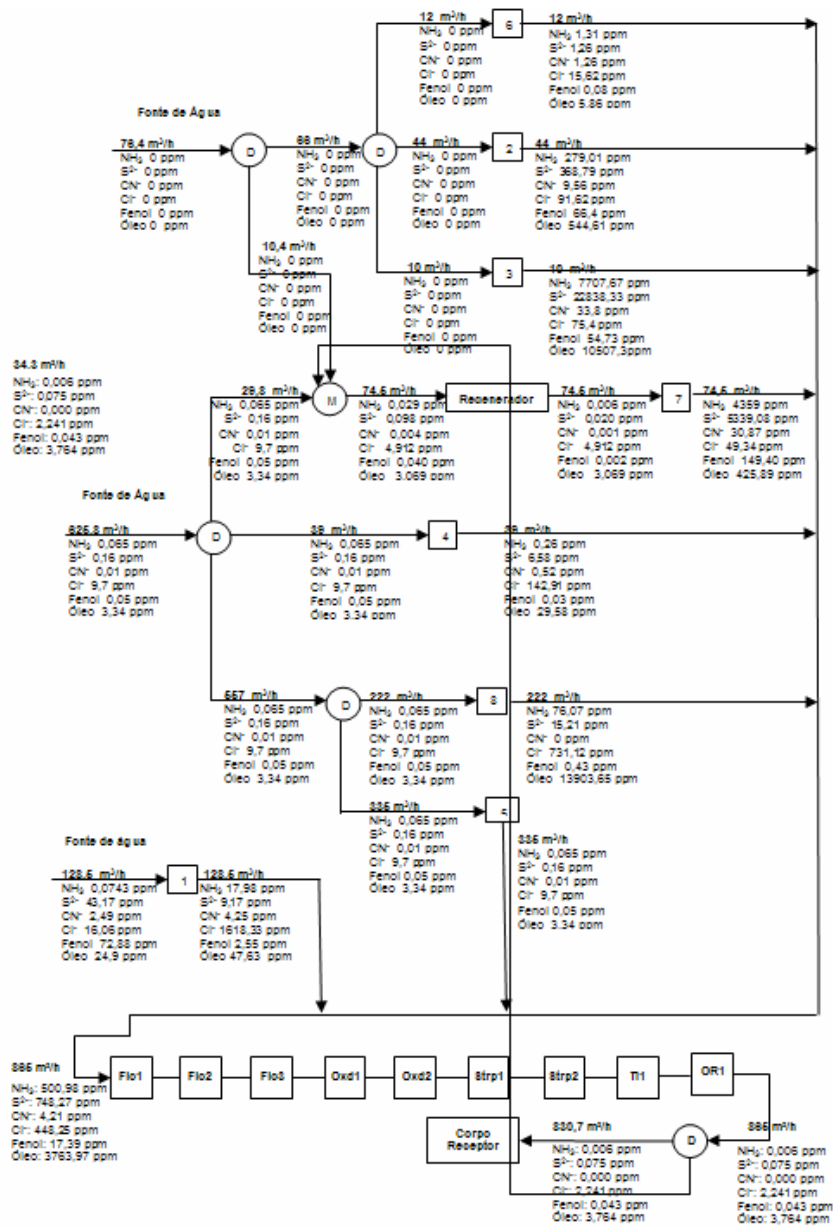 12 m³/h
NH₃ 0 ppm
S²⁻ 0 ppm
CN⁻ 0 ppm
Cl⁻ 0 ppm
Fenol 0 ppm
Óleo 0 ppm
6
12 m³/h
NH₃ 1,31 ppm
S²⁻ 1,26 ppm
CN⁻ 1,26 ppm
Cl⁻ 15,62 ppm
Fenol 0,08 ppm
Óleo 5,86 ppm
Fonte de Água
76,4 m³/h
NH₃ 0 ppm
S²⁻ 0 ppm
CN⁻ 0 ppm
Cl⁻ 0 ppm
Fenol 0 ppm
Óleo 0 ppm
D
66 m³/h
NH₃ 0 ppm
S²⁻ 0 ppm
CN⁻ 0 ppm
Cl⁻ 0 ppm
Fenol 0 ppm
Óleo 0 ppm
D
44 m³/h
NH₃ 0 ppm
S²⁻ 0 ppm
CN⁻ 0 ppm
Cl⁻ 0 ppm
Fenol 0 ppm
Óleo 0 ppm
2
44 m³/h
NH₃ 279,01 ppm
S²⁻ 368,79 ppm
CN⁻ 9,56 ppm
Cl⁻ 91,62 ppm
Fenol 66,4 ppm
Óleo 544,61 ppm
10,4 m³/h
NH₃ 0 ppm
S²⁻ 0 ppm
CN⁻ 0 ppm
Cl⁻ 0 ppm
Fenol 0 ppm
Óleo 0 ppm
10 m³/h
NH₃ 0 ppm
S²⁻ 0 ppm
CN⁻ 0 ppm
Cl⁻ 0 ppm
Fenol 0 ppm
Óleo 0 ppm
3
10 m³/h
NH₃ 7707,67 ppm
S²⁻ 22838,33 ppm
CN⁻ 33,8 ppm
Cl⁻ 75,4 ppm
Fenol 54,73 ppm
Óleo 10507,3ppm
34.3 m³/h
NH₃: 0,006 ppm
S²⁻: 0,075 ppm
CN⁻: 0,000 ppm
Cl⁻: 2,241 ppm
Fenol: 0,043 ppm
Óleo: 3,764 ppm
29,8 m³/h
NH₃ 0,065 ppm
S²⁻ 0,16 ppm
CN⁻ 0,01 ppm
Cl⁻ 9,7 ppm
Fenol 0,05 ppm
Óleo 3,34 ppm
M
74,5 m³/h
NH₃ 0,029 ppm
S²⁻ 0,098 ppm
CN⁻ 0,004 ppm
Cl⁻ 4,912 ppm
Fenol 0,040 ppm
Óleo 3,069 ppm
Regenerador
74,5 m³/h
NH₃ 0,006 ppm
S²⁻ 0,020 ppm
CN⁻ 0,001 ppm
Cl⁻ 4,912 ppm
Fenol 0,002 ppm
Óleo 3,069 ppm
7
74,5 m³/h
NH₃ 4359 ppm
S²⁻ 5339,08 ppm
CN⁻ 30,87 ppm
Cl⁻ 49,34 ppm
Fenol 149,40 ppm
Óleo 425,89 ppm
Fonte de Água
625,8 m³/h
NH₃ 0,065 ppm
S²⁻ 0,16 ppm
CN⁻ 0,01 ppm
Cl⁻ 9,7 ppm
Fenol 0,05 ppm
Óleo 3,34 ppm
D
39 m³/h
NH₃ 0,065 ppm
S²⁻ 0,16 ppm
CN⁻ 0,01 ppm
Cl⁻ 9,7 ppm
Fenol 0,05 ppm
Óleo 3.34 ppm
4
39 m³/h
NH₃ 0,26 ppm
S²⁻ 6,58 ppm
CN⁻ 0,52 ppm
Cl⁻ 142,91 ppm
Fenol 0,03 ppm
Óleo 29,58 ppm
557 m³/h
NH₃ 0,065 ppm
S²⁻ 0,16 ppm
CN⁻ 0,01 ppm
Cl⁻ 9,7 ppm
Fenol 0,05 ppm
Óleo 3,34 ppm
D
222 m³/h
NH₃ 0,065 ppm
S²⁻ 0,16 ppm
CN⁻ 0,01 ppm
Cl⁻ 9,7 ppm
Fenol 0,05 ppm
Óleo 3,34 ppm
8
222 m³/h
NH₃ 76,07 ppm
S²⁻ 15,21 ppm
CN⁻ 0 ppm
Cl⁻ 731,12 ppm
Fenol 0,43 ppm
Óleo 13903,65 ppm
335 m³/h
NH₃ 0,065 ppm
S²⁻ 0,16 ppm
CN⁻ 0,01 ppm
Cl⁻ 9,7 ppm
Fenol 0,05 ppm
Óleo 3,34 ppm
5
335 m³/h
NH₃ 0,065 ppm
S²⁻ 0,16 ppm
CN⁻ 0,01 ppm
Cl⁻ 9,7 ppm
Fenol 0,05 ppm
Óleo 3.34 ppm
Fonte de água
128,5 m³/h
NH₃ 0,0743 ppm
S²⁻ 43,17 ppm
CN⁻ 2,49 ppm
Cl⁻ 16,06 ppm
Fenol 72,88 ppm
Óleo 24,9 ppm
1
128,5 m³/h
NH₃ 17,98 ppm
S²⁻ 9,17 ppm
CN⁻ 4,25 ppm
Cl⁻ 1618,33 ppm
Fenol 2,55 ppm
Óleo 47,63 ppm
865 m³/h
NH₃: 500,98 ppm
S²⁻: 748,27 ppm
CN⁻: 4,21 ppm
Cl⁻: 448,25 ppm
Fenol: 17,39 ppm
Óleo: 3763,97 ppm
Flo1
Flo2
Flo3
Oxd1
Oxd2
Strp1
Strp2
TI1
OR1
Corpo
Receptor
830,7 m³/h
NH₃: 0,006 ppm
S²⁻: 0,075 ppm
CN⁻: 0,000 ppm
Cl⁻: 2,241 ppm
Fenol: 0,043 ppm
Óleo: 3,764 ppm
D
865 m³/h
NH₃: 0,006 ppm
S²⁻: 0,075 ppm
CN⁻: 0,000 ppm
Cl⁻: 2,241 ppm
Fenol: 0,043 ppm
Óleo: 3,764 ppm